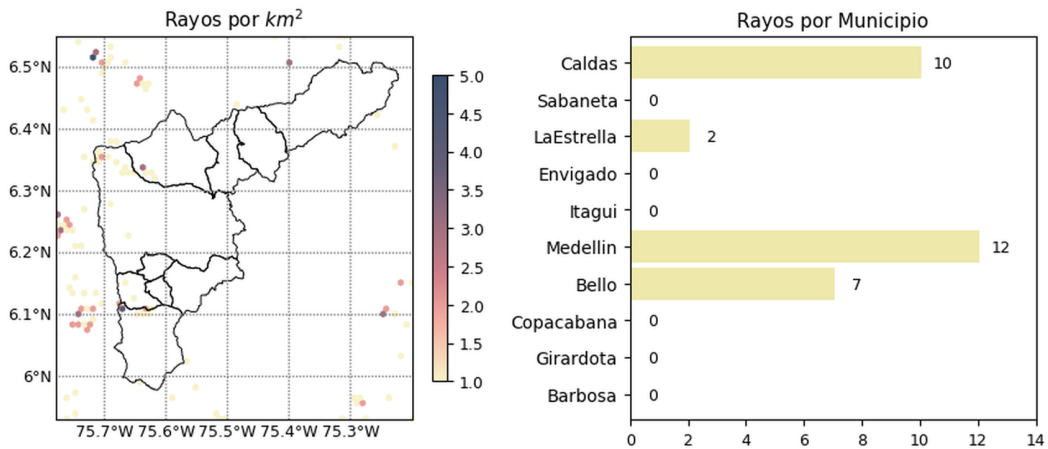 Rayos por km²
6.5°N
6.4°N
6.3°N
6.2°N
6.1°N
6°N
75.7°W 75.6°W 75.5°W 75.4°W 75.3°W
5.0
4.5
4.0
3.5
3.0
2.5
2.0
1.5
1.0
Rayos por Municipio
Caldas 10
Sabaneta 0
LaEstrella 2
Envigado 0
Itagui 0
Medellin 12
Bello 7
Copacabana 0
Girardota 0
Barbosa 0
0 2 4 6 8 10 12 14